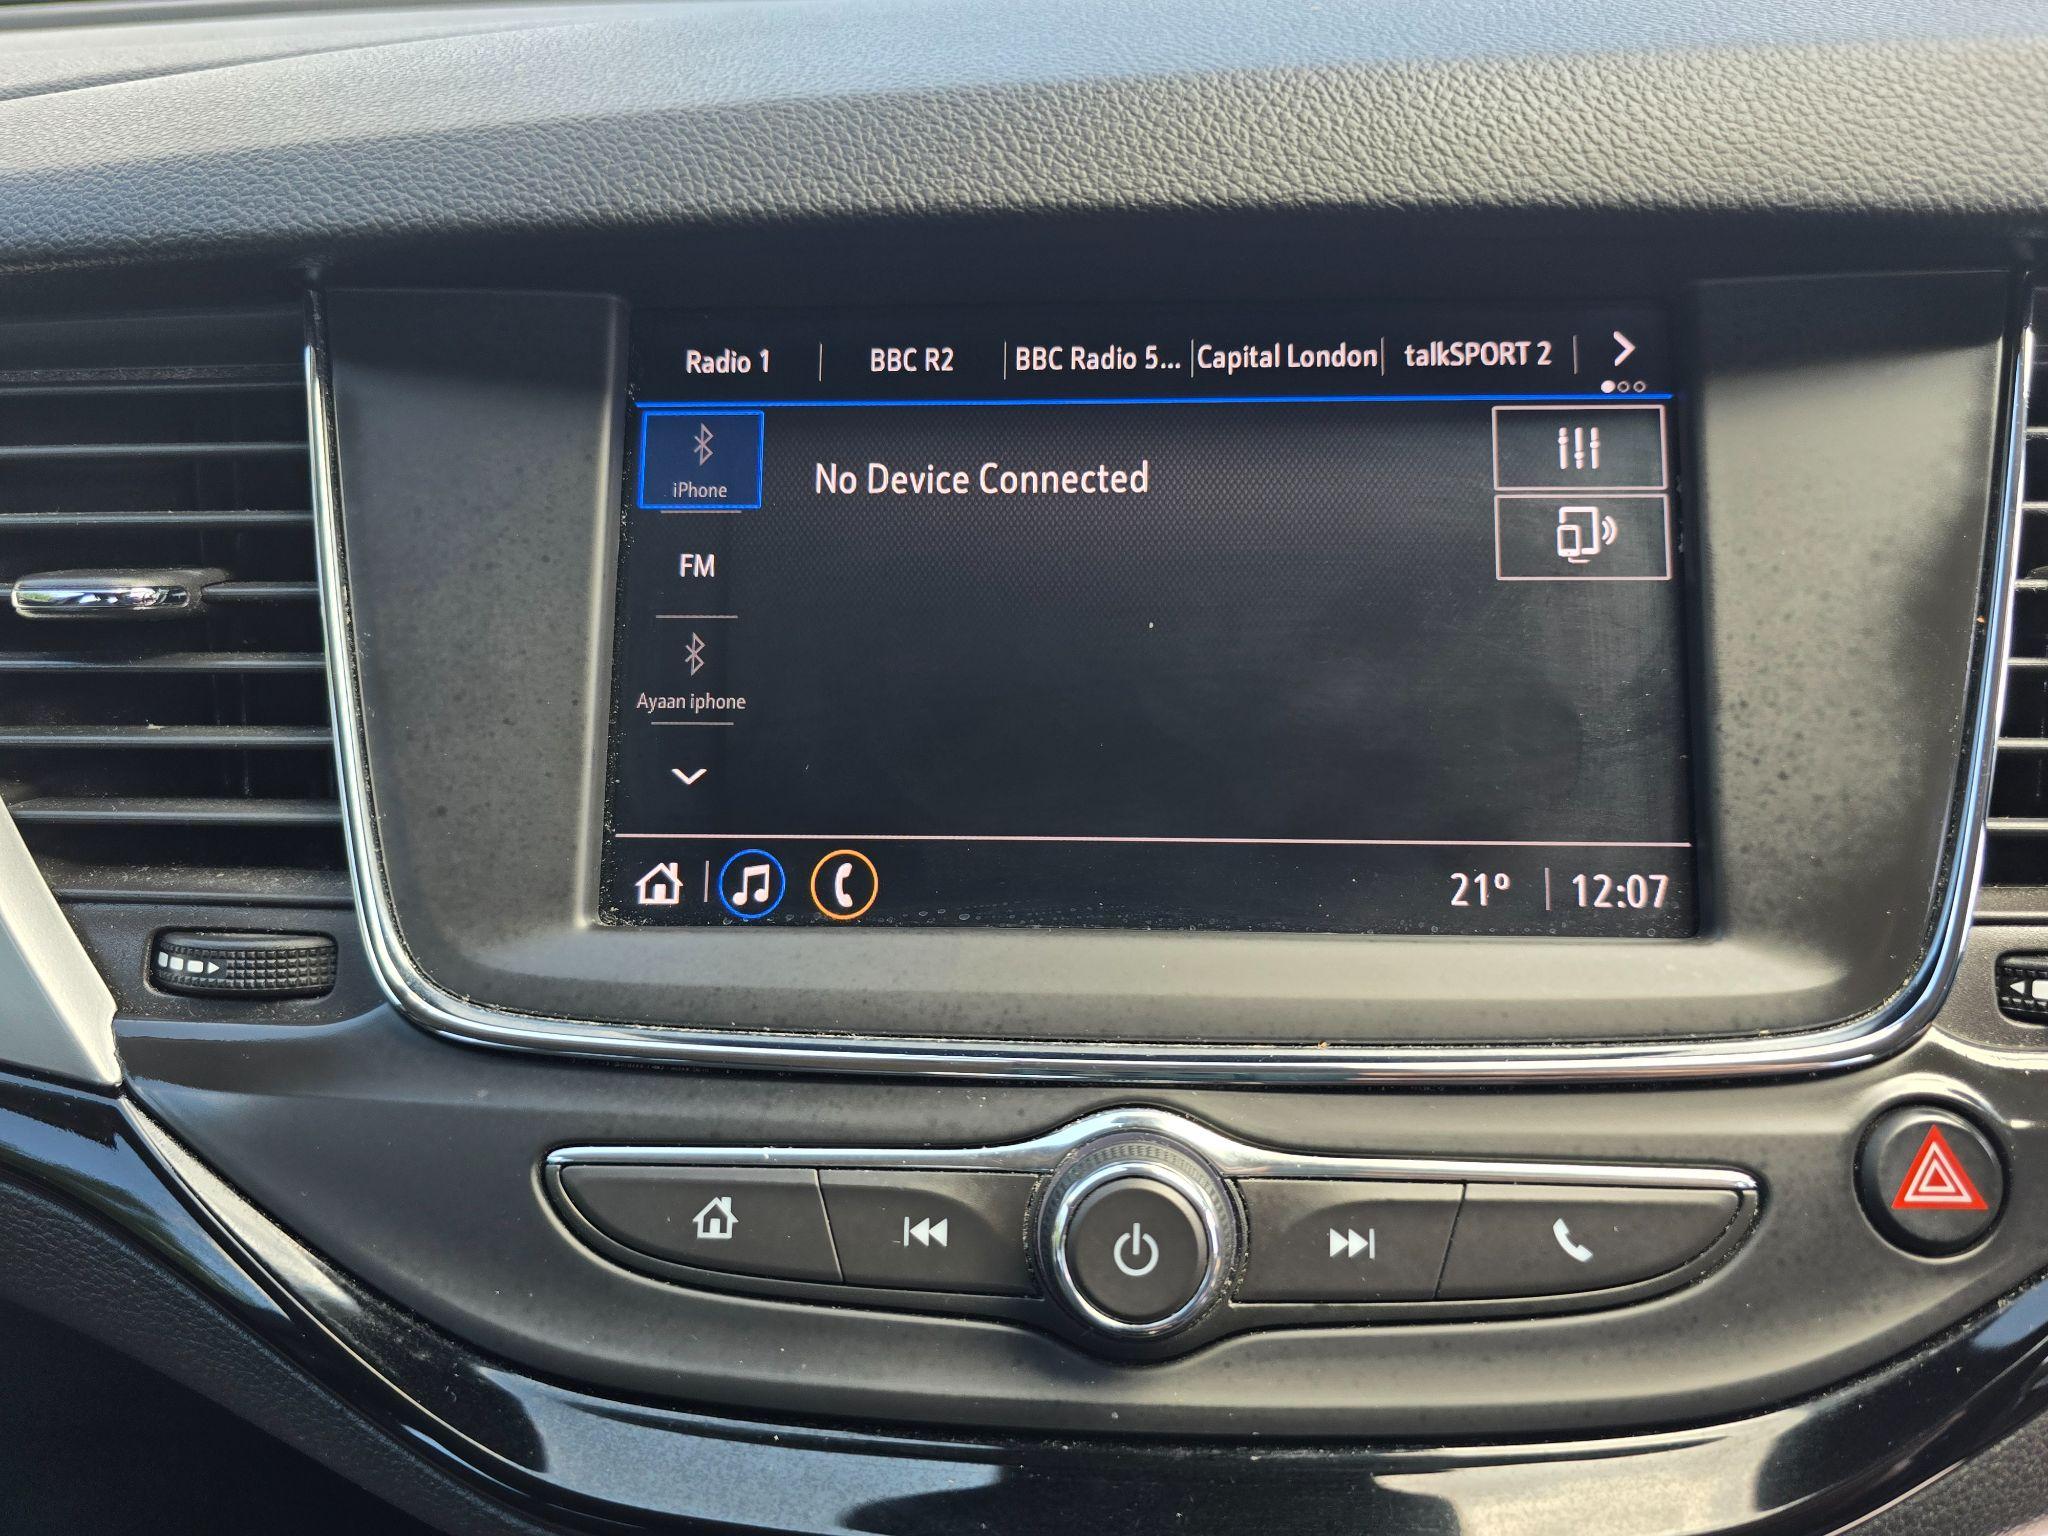 Radio 1
BBC R2
BBC Radio 5...
Capital London
talkSPORT 2
iPhone
No Device Connected
FM
Ayaan iphone
21°
12:07